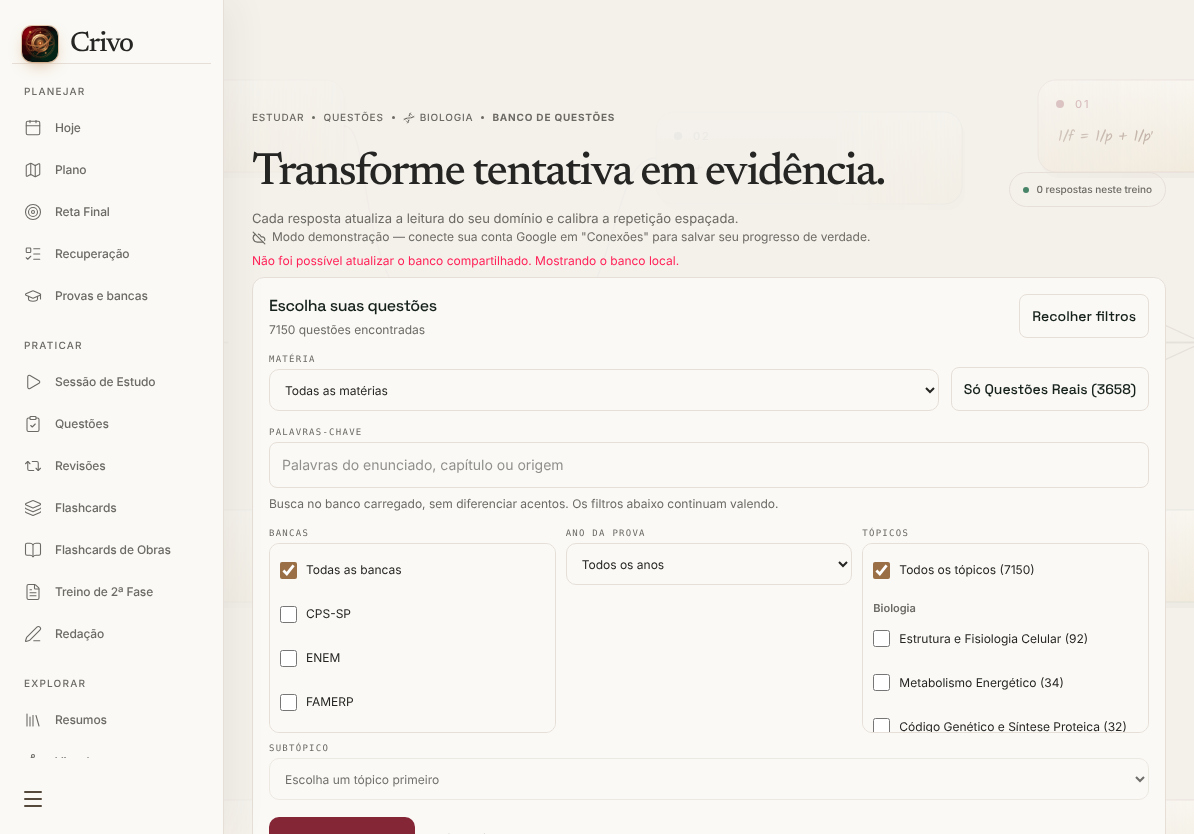 Crivo
PLANEJAR
Hoje
Plano
Reta Final
Recuperação
Provas e bancas
PRATICAR
Sessão de Estudo
Questões
Revisões
Flashcards
Flashcards de Obras
Treino de 2ª Fase
Redação
EXPLORAR
Resumos
01
1/f = 1/p + 1/p'
02
ESTUDAR • QUESTÕES • BIOLOGIA • BANCO DE QUESTÕES
Transforme tentativa em evidência.
0 respostas neste treino
Cada resposta atualiza a leitura do seu domínio e calibra a repetição espaçada.
Modo demonstração — conecte sua conta Google em "Conexões" para salvar seu progresso de verdade.
Não foi possível atualizar o banco compartilhado. Mostrando o banco local.
Escolha suas questões
7150 questões encontradas
Recolher filtros
MATÉRIA
Todas as matérias
Só Questões Reais (3658)
PALAVRAS-CHAVE
Palavras do enunciado, capítulo ou origem
Busca no banco carregado, sem diferenciar acentos. Os filtros abaixo continuam valendo.
BANCAS
Todas as bancas
CPS-SP
ENEM
FAMERP
ANO DA PROVA
Todos os anos
TÓPICOS
Todos os tópicos (7150)
Biologia
Estrutura e Fisiologia Celular (92)
Metabolismo Energético (34)
Código Genético e Síntese Proteica (32)
SUBTÓPICO
Escolha um tópico primeiro